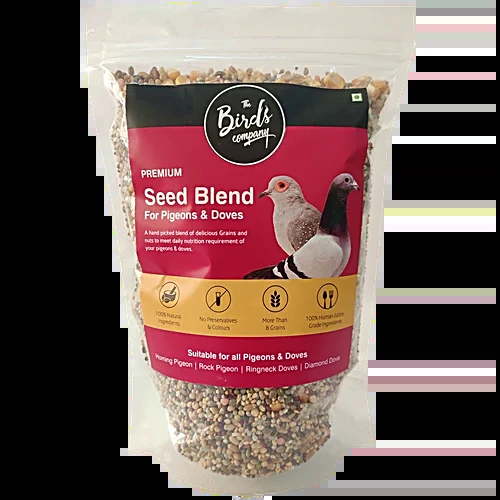 The
Birds
company
PREMIUM
Seed Blend
For Pigeons & Doves
A hand picked blend of delicious Grains and
nuts to meet daily nutrition requirement of
your pigeons & doves.
100% Natural
Ingredients
No Preservatives
& Colours
More Than
8 Grains
100% Human Edible
Grade Ingredients
Suitable for all Pigeons & Doves
Homing Pigeon | Rock Pigeon | Ringneck Doves | Diamond Dove